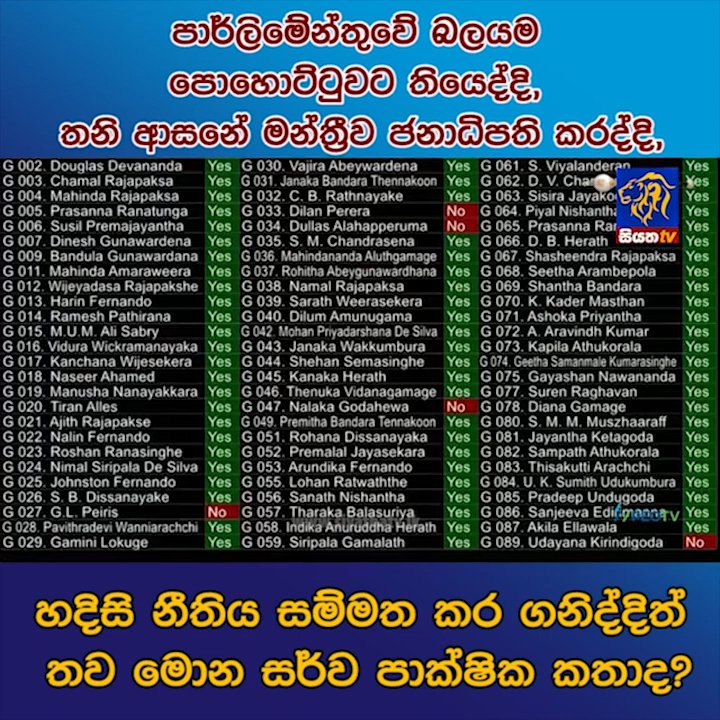 පාර්ලිමේන්තුවේ බලයම
පොහොට්ටුවට තියෙද්දි,
තනි ආසනේ මන්ත්‍රීව ජනාධිපති කරද්දි,
G 002. Douglas Devananda Yes G 030. Vajira Abeywardena Yes G 061. S. Viyalanderan Yes
G 003. Chamal Rajapaksa Yes G 031. Janaka Bandara Thennakoon Yes G 062. D. V.
G 004. Mahinda Rajapaksa Yes G 032. C. B. Rathnayake Yes G 063. Sisira
G 005. Prasanna Ranatunga Yes G 033. Dilan Perera No G 064. Piyal Nishantha
G 006. Susil Premajayantha Yes G 034. Dullas Alahapperuma No G 065. Prasanna
G 007. Dinesh Gunawardena Yes G 035. S. M. Chandrasena Yes G 066. D. B. Herath සියත tv Yes
G 009. Bandula Gunawardana Yes G 036. Mahindananda Aluthgamage Yes G 067. Shasheendra Rajapaksa Yes
G 011. Mahinda Amaraweera Yes G 037. Rohitha Abeygunawardhana Yes G 068. Seetha Arambepola Yes
G 012. Wijeyadasa Rajapakshe Yes G 038. Namal Rajapaksa Yes G 069. Shantha Bandara Yes
G 013. Harin Fernando Yes G 039. Sarath Weerasekera Yes G 070. K. Kader Masthan Yes
G 014. Ramesh Pathirana Yes G 040. Dilum Amunugama Yes G 071. Ashoka Priyantha Yes
G 015. M.U.M. Ali Sabry Yes G 042. Mohan Priyadarshana De Silva Yes G 072. A. Aravindh Kumar Yes
G 016. Vidura Wickramanayaka Yes G 043. Janaka Wakkumbura Yes G 073. Kapila Athukorala Yes
G 017. Kanchana Wijesekera Yes G 044. Shehan Semasinghe Yes G 074. Geetha Samanmale Kumarasinghe Yes
G 018. Naseer Ahamed Yes G 045. Kanaka Herath Yes G 075. Gayashan Nawananda Yes
G 019. Manusha Nanayakkara Yes G 046. Thenuka Vidanagamage Yes G 077. Suren Raghavan Yes
G 020. Tiran Alles Yes G 047. Nalaka Godahewa No G 078. Diana Gamage Yes
G 021. Ajith Rajapakse Yes G 049. Premitha Bandara Tennakoon Yes G 080. S. M. M. Muszhaaraff Yes
G 022. Nalin Fernando Yes G 051. Rohana Dissanayaka Yes G 081. Jayantha Ketagoda Yes
G 023. Roshan Ranasinghe Yes G 052. Premalal Jayasekara Yes G 082. Sampath Athukorala Yes
G 024. Nimal Siripala De Silva Yes G 053. Arundika Fernando Yes G 083. Thisakutti Arachchi Yes
G 025. Johnston Fernando Yes G 055. Lohan Ratwaththe Yes G 084. U. K. Sumith Udukumbura Yes
G 026. S. B. Dissanayake Yes G 056. Sanath Nishantha Yes G 085. Pradeep Undugoda Yes
G 027. G.L. Peiris No G 057. Tharaka Balasuriya Yes G 086. Sanjeewa Yes
G 028. Pavithradevi Wanniarachchi Yes G 058. Indika Anuruddha Herath Yes G 087. Akila Ellawala Yes
G 029. Gamini Lokuge Yes G 059. Siripala Gamalath Yes G 089. Udayana Kirindigoda No
හදිසි නීතිය සම්මත කර ගනිද්දිත්
තව මොන සර්ව පාක්ෂික කතාද?